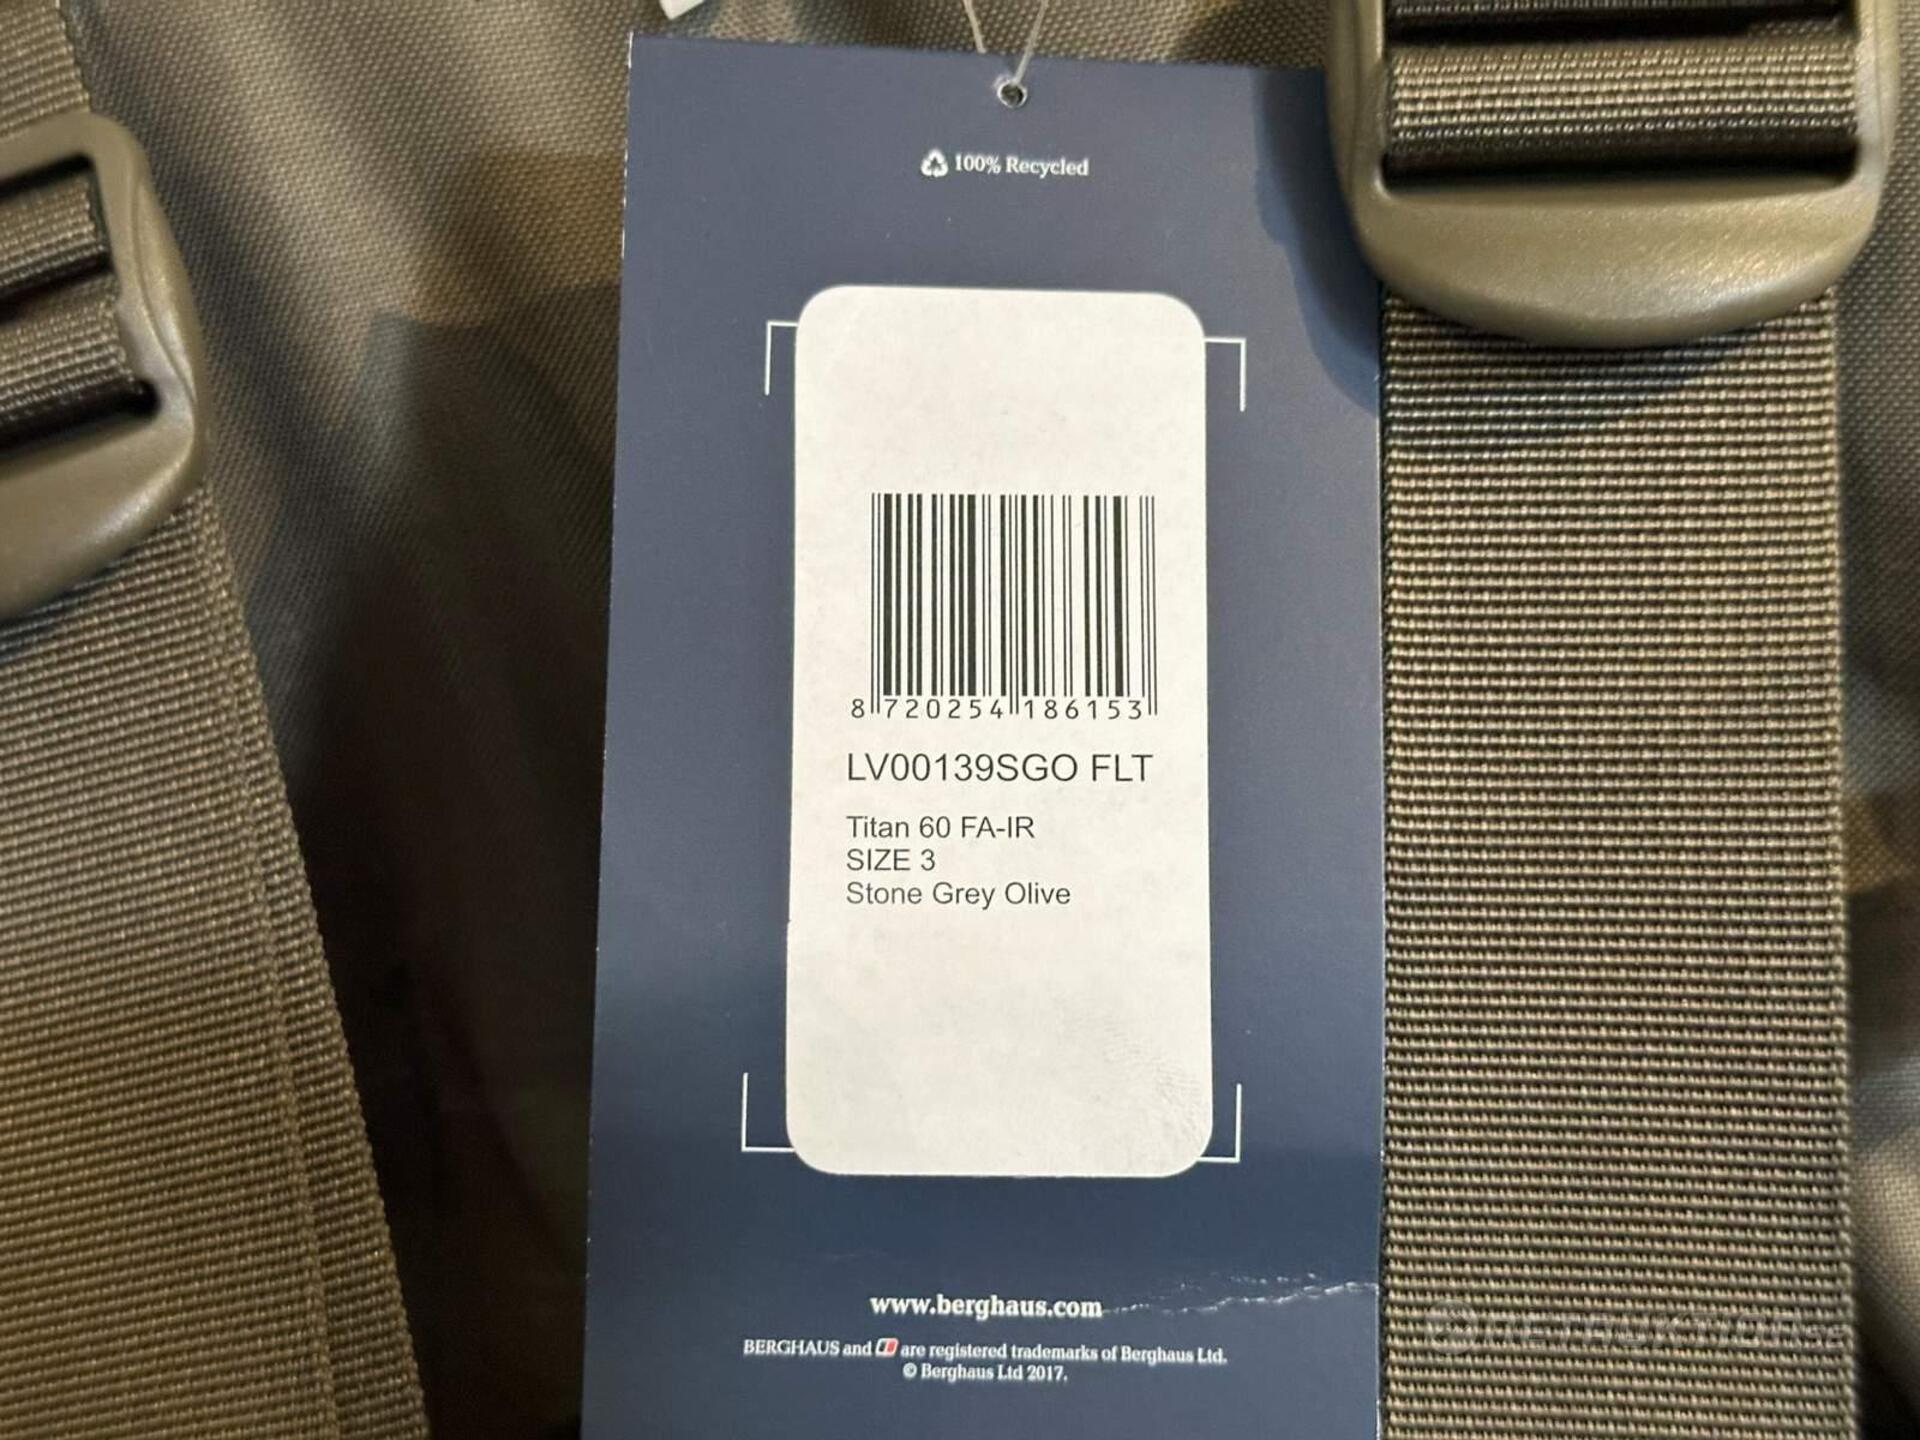 100% Recycled
8 720254 186153
LV00139SGO FLT
Titan 60 FA-IR
SIZE 3
Stone Grey Olive
www.berghaus.com
BERGHAUS and are registered trademarks of Berghaus Ltd.
© Berghaus Ltd 2017.